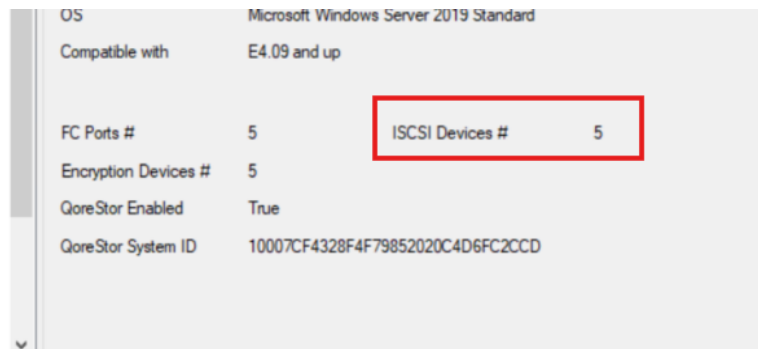 OS Microsoft Windows Server 2019 Standard
Compatible with E4.09 and up
FC Ports # 5 ISCSI Devices # 5
Encryption Devices # 5
QoreStor Enabled True
QoreStor System ID 10007CF4328F4F79852020C4D6FC2CCD